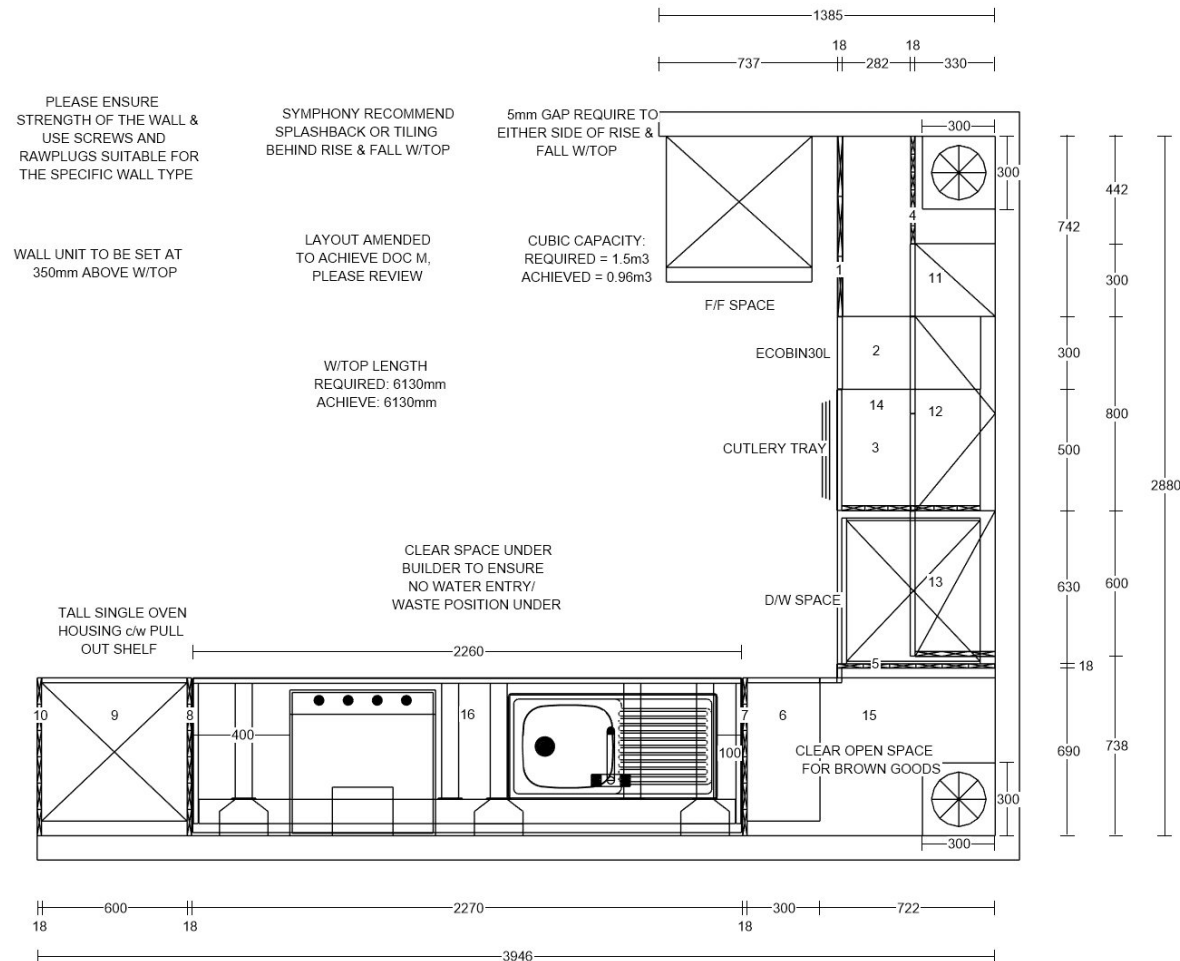 1385
18
18
737
282
330
PLEASE ENSURE
STRENGTH OF THE WALL &
USE SCREWS AND
RAWPLUGS SUITABLE FOR
THE SPECIFIC WALL TYPE
SYMPHONY RECOMMEND
SPLASHBACK OR TILING
BEHIND RISE & FALL W/TOP
5mm GAP REQUIRE TO
EITHER SIDE OF RISE &
FALL W/TOP
300
300
442
742
4
WALL UNIT TO BE SET AT
350mm ABOVE W/TOP
LAYOUT AMENDED
TO ACHIEVE DOC M,
PLEASE REVIEW
CUBIC CAPACITY:
REQUIRED = 1.5m3
ACHIEVED = 0.96m3
1
11
300
F/F SPACE
ECOBIN30L
2
300
W/TOP LENGTH
REQUIRED: 6130mm
ACHIEVE: 6130mm
14
12
800
CUTLERY TRAY
3
500
2880
CLEAR SPACE UNDER
BUILDER TO ENSURE
NO WATER ENTRY/
WASTE POSITION UNDER
13
630
600
D/W SPACE
TALL SINGLE OVEN
HOUSING c/w PULL
OUT SHELF
2260
5
18
10
9
8
16
7
6
15
400
100
CLEAR OPEN SPACE
FOR BROWN GOODS
690
738
300
300
600
2270
300
722
18
18
18
3946